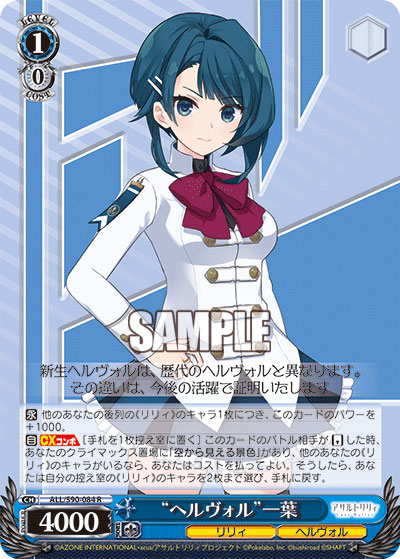 LEVEL
1
0
COST
SAMPLE
新生ヘルヴォルは、歴代のヘルヴォルと異なります。
その違いは、今後の活躍で証明いたします
永 他のあなたの後列の《リリィ》のキャラ1枚につき、このカードのパワーを
+1000。
自 CXコンボ [手札を1枚控え室に置く] このカードのバトル相手が した時、
あなたのクライマックス置場に「空から見える景色」があり、他のあなたの《リリィ》
のキャラがいるなら、あなたはコストを払ってよい。そうしたら、あなたは
自分の控え室の《リリィ》のキャラを2枚まで選び、手札に戻す。
ALL/S90-084 R
4000
“ヘルヴォル”一葉
アサルトリリィ
リリィ
ヘルヴォル
©AZONE INTERNATIONAL・acus/アサルトリリィプロジェクト ©Pokelabo, Inc. ©bushiroad ©SHAFT